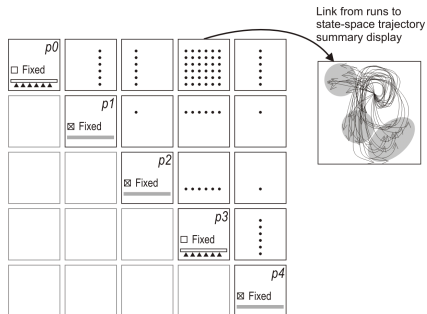 Link from runs to
state-space trajectory
summary display
p0
☐ Fixed
p1
☒ Fixed
p2
☒ Fixed
p3
☐ Fixed
p4
☒ Fixed